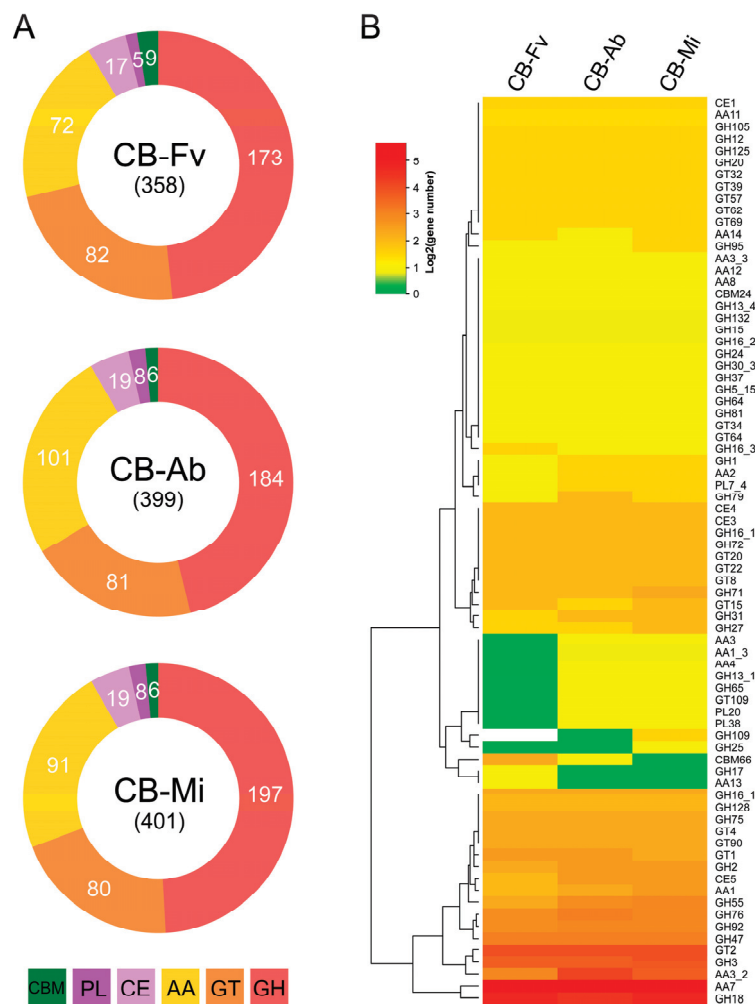 A
17
59
72
CB-Fv
(358)
173
82
19
86
101
CB-Ab
(399)
184
81
19
86
91
CB-Mi
(401)
197
80
CBM PL CE AA GT GH
B
CB-Fv CB-Ab CB-Mi
5
4
3
2
1
0
Log2(gene number)
CE1
AA11
GH105
GH12
GH125
GH20
GT32
GT39
GT57
GT62
GT69
AA14
GH95
AA3_3
AA12
AA8
CBM24
GH13_4
GH132
GH15
GH16_2
GH24
GH30_3
GH37
GH5_15
GH64
GH81
GT34
GT64
GH16_3
GH1
AA2
PL7_4
GH79
CE4
CE3
GH16_1
GH72
GT20
GT22
GT8
GH71
GT15
GH31
GH27
AA3
AA1_3
AA4
GH13_1
GH65
GT109
PL20
PL38
GH109
GH25
CBM66
GH17
AA13
GH16_1
GH128
GH75
GT4
GT90
GT1
GH2
CE5
AA1
GH55
GH76
GH92
GH47
GT2
GH3
AA3_2
AA7
GH18